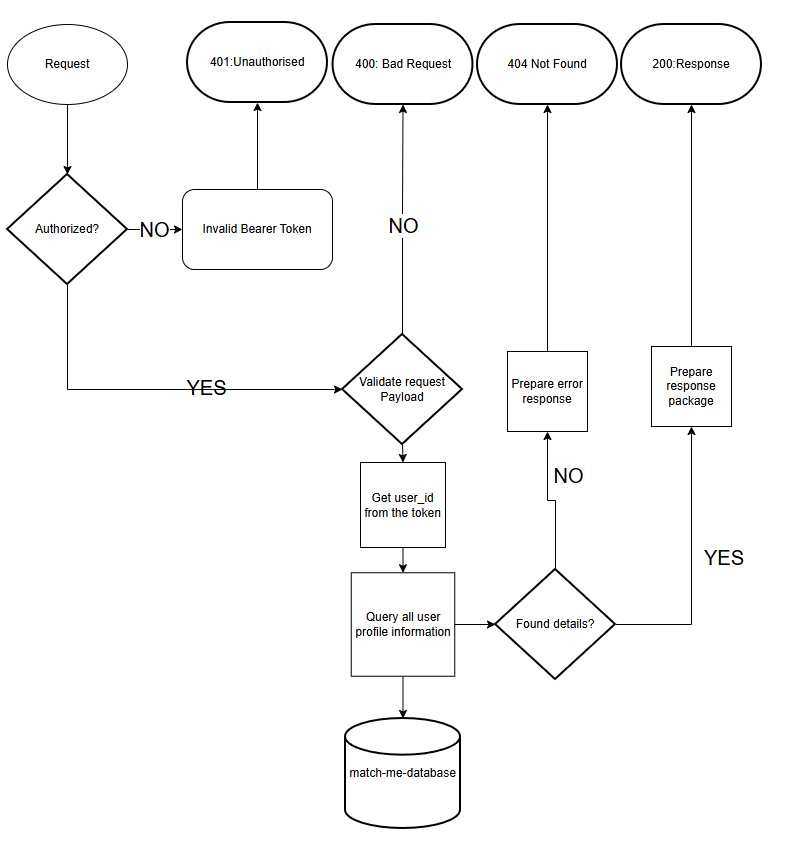 Request
401:Unauthorised
400: Bad Request
404 Not Found
200:Response
Authorized?
NO
Invalid Bearer Token
NO
YES
Validate request
Payload
Prepare error
response
Prepare
response
package
NO
Get user_id
from the token
YES
Query all user
profile information
Found details?
match-me-database